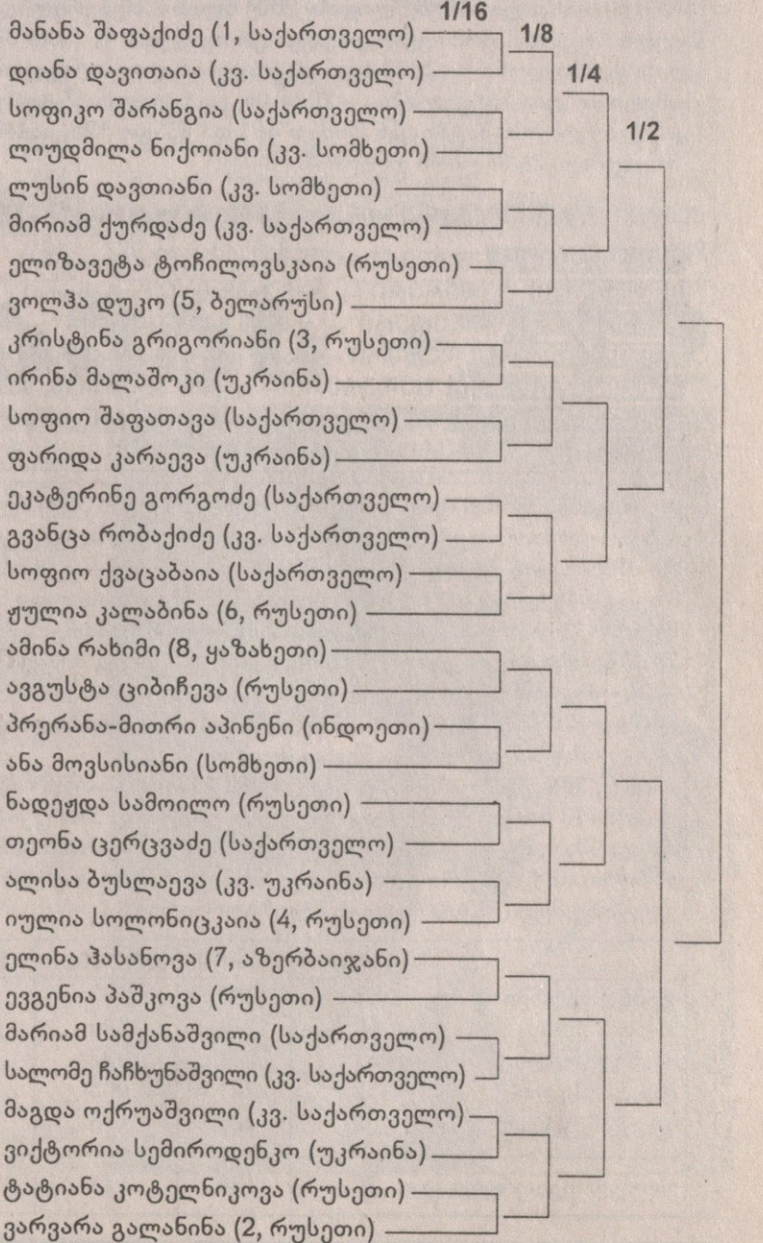 1/16
მანანა შაფაქიძე (1, საქართველო)
1/8
დიანა დავითაია (კვ. საქართველო)
1/4
სოფიკო შარანგია (საქართველო)
1/2
ლიუდმილა ნიქოიანი (კვ. სომხეთი)
ლუსინ დავთიანი (კვ. სომხეთი)
მირიამ ქურდაძე (კვ. საქართველო)
ელიზავეტა ტოჩილოვსკაია (რუსეთი)
ვოლჰა დუკო (5, ბელარუსი)
კრისტინა გრიგორიანი (3, რუსეთი)
ირინა მალაშოკი (უკრაინა)
სოფიო შაფათავა (საქართველო)
ფარიდა კარაევა (უკრაინა)
ეკატერინე გორგოძე (საქართველო)
გვანცა რობაქიძე (კვ. საქართველო)
სოფიო ქვაცაბაია (საქართველო)
ჟულია კალაბინა (6, რუსეთი)
ამინა რახიმი (8, ყაზახეთი)
ავგუსტა ციბიჩევა (რუსეთი)
პრერანა-მითრი აპინენი (ინდოეთი)
ანა მოვსისიანი (სომხეთი)
ნადეჟდა სამოილო (რუსეთი)
თეონა ცერცვაძე (საქართველო)
ალისა ბუსლაევა (კვ. უკრაინა)
იულია სოლონიცკაია (4, რუსეთი)
ელინა ჰასანოვა (7, აზერბაიჯანი)
ევგენია პაშკოვა (რუსეთი)
მარიამ სამქანაშვილი (საქართველო)
სალომე ჩაჩხუნაშვილი (კვ. საქართველო)
მაგდა ოქრუაშვილი (კვ. საქართველო)
ვიქტორია სემიროდენკო (უკრაინა)
ტატიანა კოტელნიკოვა (რუსეთი)
ვარვარა გალანინა (2, რუსეთი)